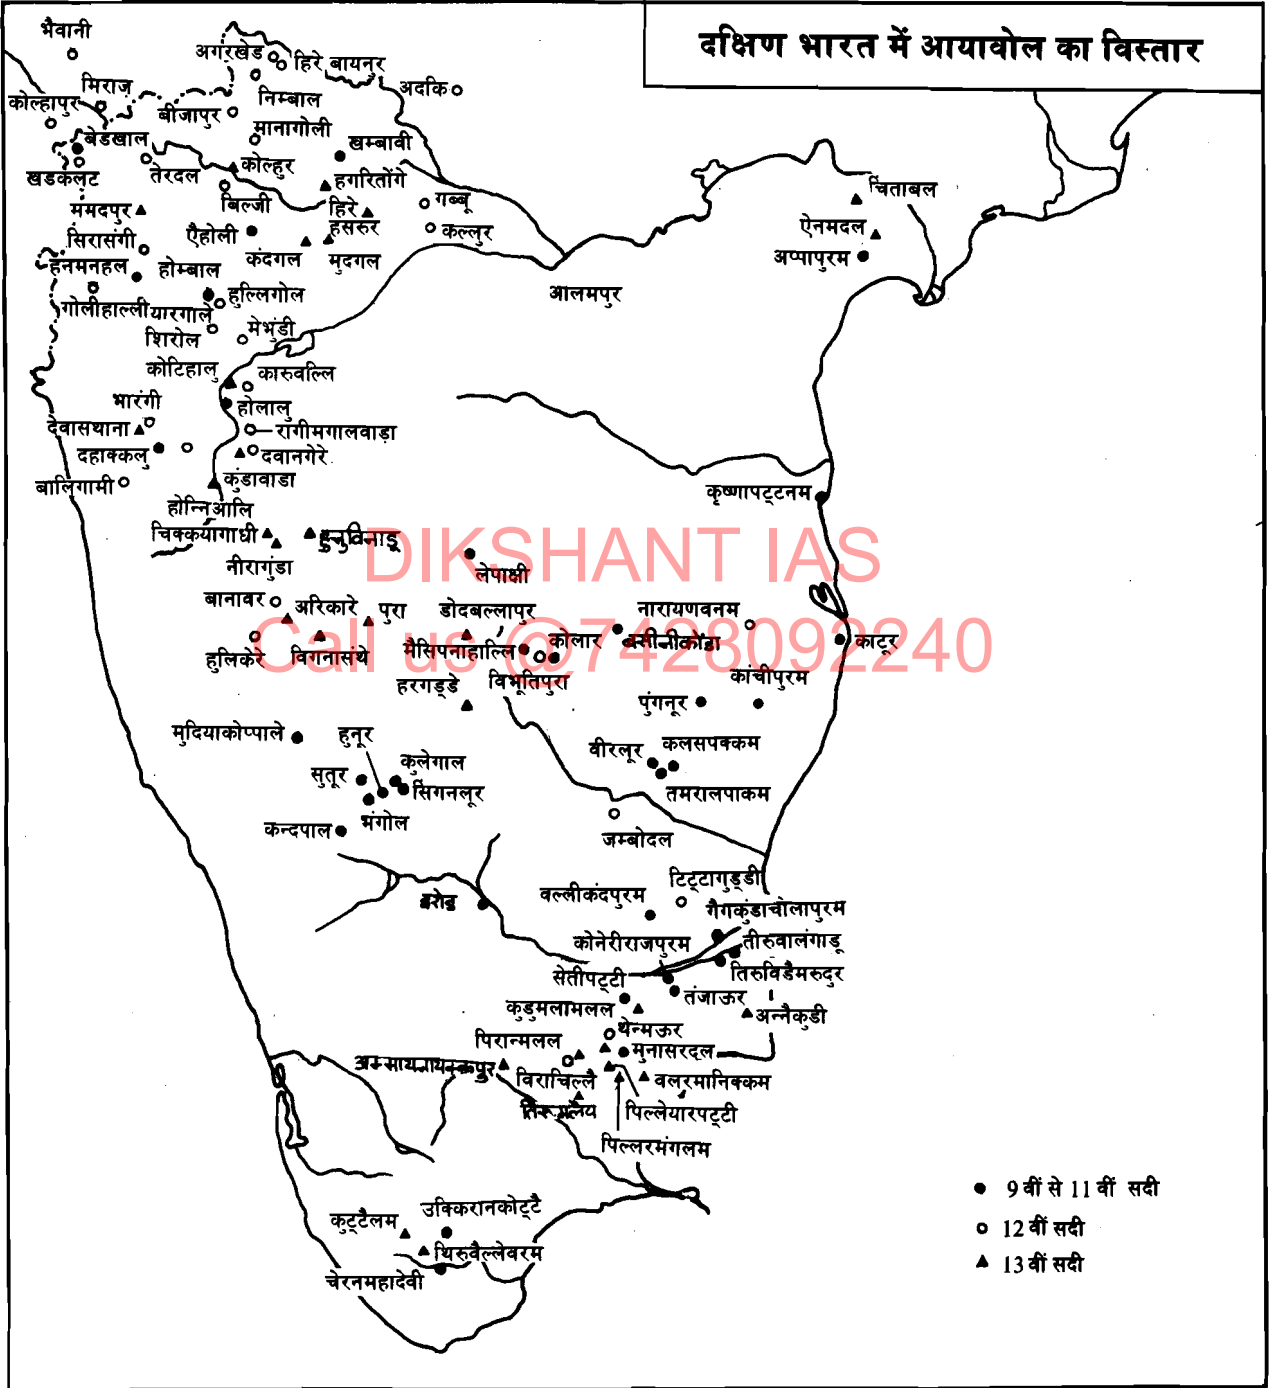 दक्षिण भारत में आयावोल का विस्तार
भैवानी
अगरखेड
हिरे बायनुर
अदकि
मिराज
कोल्हापुर
बीजापुर
निम्बाल
मानागोली
बेडखाल
खम्बावी
खडकलट
तेरदल
कोल्हुर
हगरितोंगे
चिताबल
ममदपुर
बिल्जी
हिरे
हसरुर
गब्बू
ऐनमदल
सिरासंगी
ऐहोली
कल्लुर
हनमनहल
होम्बाल
कंदगल
मुदगल
अप्पापुरम
गोलीहाल्ली
यारगाले
हुल्लिगोल
आलमपुर
शिरोल
मेभुंडी
कोटिहालु
कारुवल्लि
भारंगी
होलालु
देवासथाना
रागीमगालवाड़ा
दहाक्कलु
दवानगेरे
बालिगामी
कुंडावाडा
कृष्णापट्टनम
होन्निआलि
चिक्कयागाधी
हुनुविनाडू
DIKSHANT IAS
नीरागुंडा
लेपाक्षी
बानावर
अरिकारे
पुरा
डोदबल्लापुर
नारायणवनम
Call us @7428092240
हुलिकेरे
विगनासंथे
मैसिपनाहाल्लि
कोलार
काटूर
हरगड्डे
विभूतिपुरा
कांचीपुरम
पुंगनूर
मुदियाकोप्पाले
हुनूर
वीरलूर
कलसपक्कम
सुतूर
कुलेगाल
सिंगनलूर
तमरालपाकम
कन्दपाल
भंगोल
जम्बोदल
टिट्टागुड्डी
वल्लीकंदपुरम
गैगकुंडाचोलापुरम
कोनेरीराजपुरम
तीरुवालंगाडू
सेतीपट्टी
तिरुविडैमरुदुर
कुडुमलामलल
तंजाऊर
अन्नैकुडी
पिरान्मलल
थेन्मऊर
मुनासरदल
विराचिल्लै
वलरमानिक्कम
पिल्लेयारपट्टी
पिल्लरमंगलम
9 वीं से 11 वीं सदी
उक्किरानकोट्टै
कुट्टैलम
12 वीं सदी
थिरुवैल्लेवरम
13 वीं सदी
चेरनमहादेवी